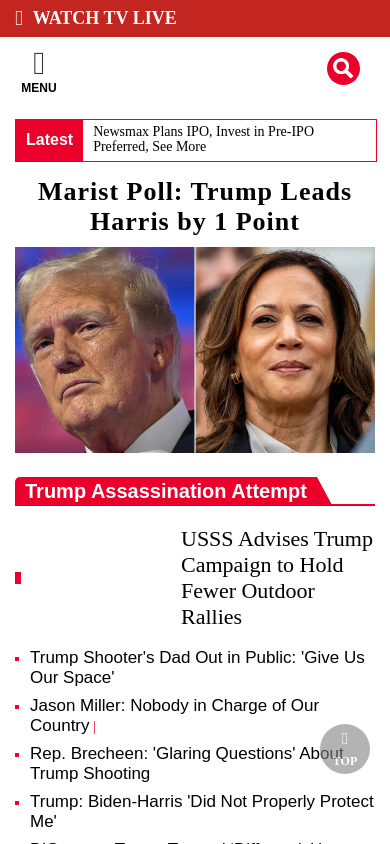 WATCH TV LIVE
MENU
Latest
Newsmax Plans IPO, Invest in Pre-IPO
Preferred, See More
Marist Poll: Trump Leads
Harris by 1 Point
Trump Assassination Attempt
USSS Advises Trump
Campaign to Hold
Fewer Outdoor
Rallies
Trump Shooter's Dad Out in Public: 'Give Us
Our Space'
Jason Miller: Nobody in Charge of Our
Country |
Rep. Brecheen: 'Glaring Questions' About
Trump Shooting
TOP
Trump: Biden-Harris 'Did Not Properly Protect
Me'